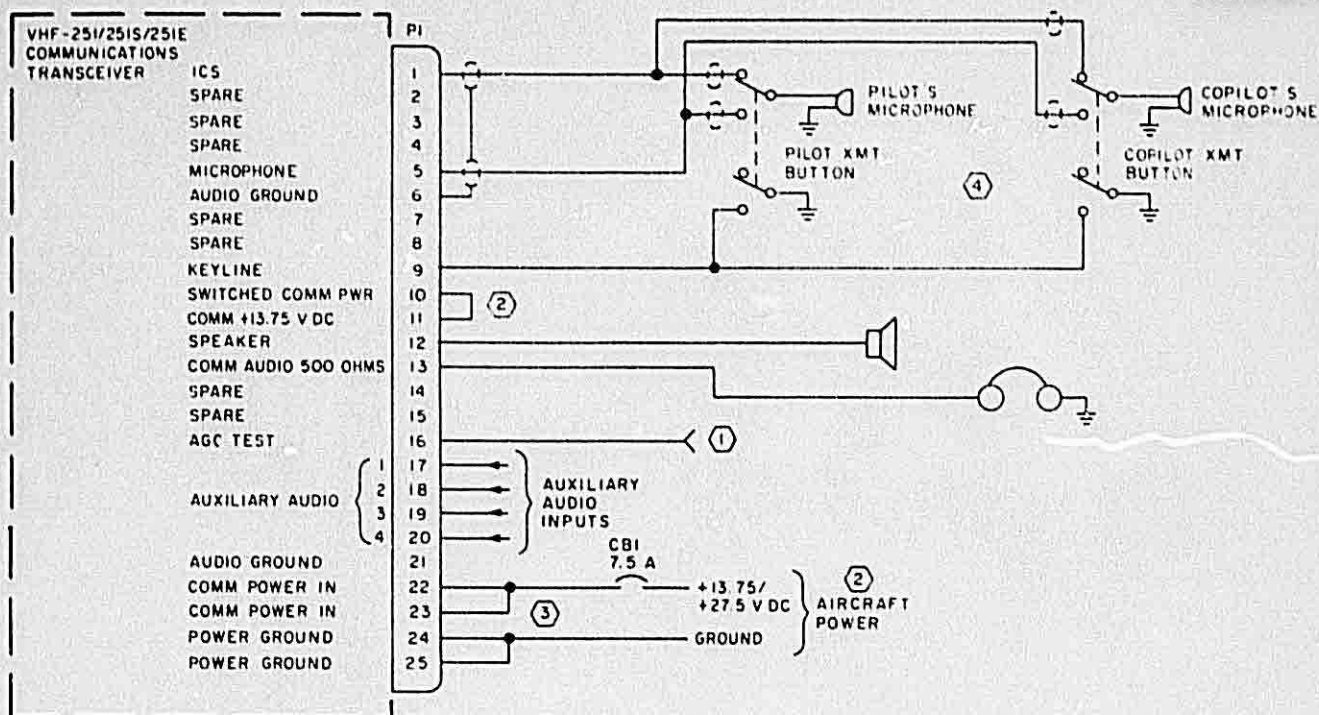 VHF-251/251S/251E
COMMUNICATIONS
TRANSCEIVER
P1
ICS 1
SPARE 2
SPARE 3
SPARE 4
MICROPHONE 5
AUDIO GROUND 6
SPARE 7
SPARE 8
KEYLINE 9
SWITCHED COMM PWR 10
COMM +13.75 V DC 11
2
SPEAKER 12
COMM AUDIO 500 OHMS 13
SPARE 14
SPARE 15
AGC TEST 16
1
AUXILIARY AUDIO
1 17
2 18
3 19
4 20
AUXILIARY
AUDIO
INPUTS
AUDIO GROUND 21
COMM POWER IN 22
COMM POWER IN 23
POWER GROUND 24
POWER GROUND 25
CB1
7.5 A
3
+13.75/
+27.5 V DC
GROUND
2
AIRCRAFT
POWER
PILOT'S
MICROPHONE
PILOT XMT
BUTTON
4
COPILOT'S
MICROPHONE
COPILOT XMT
BUTTON